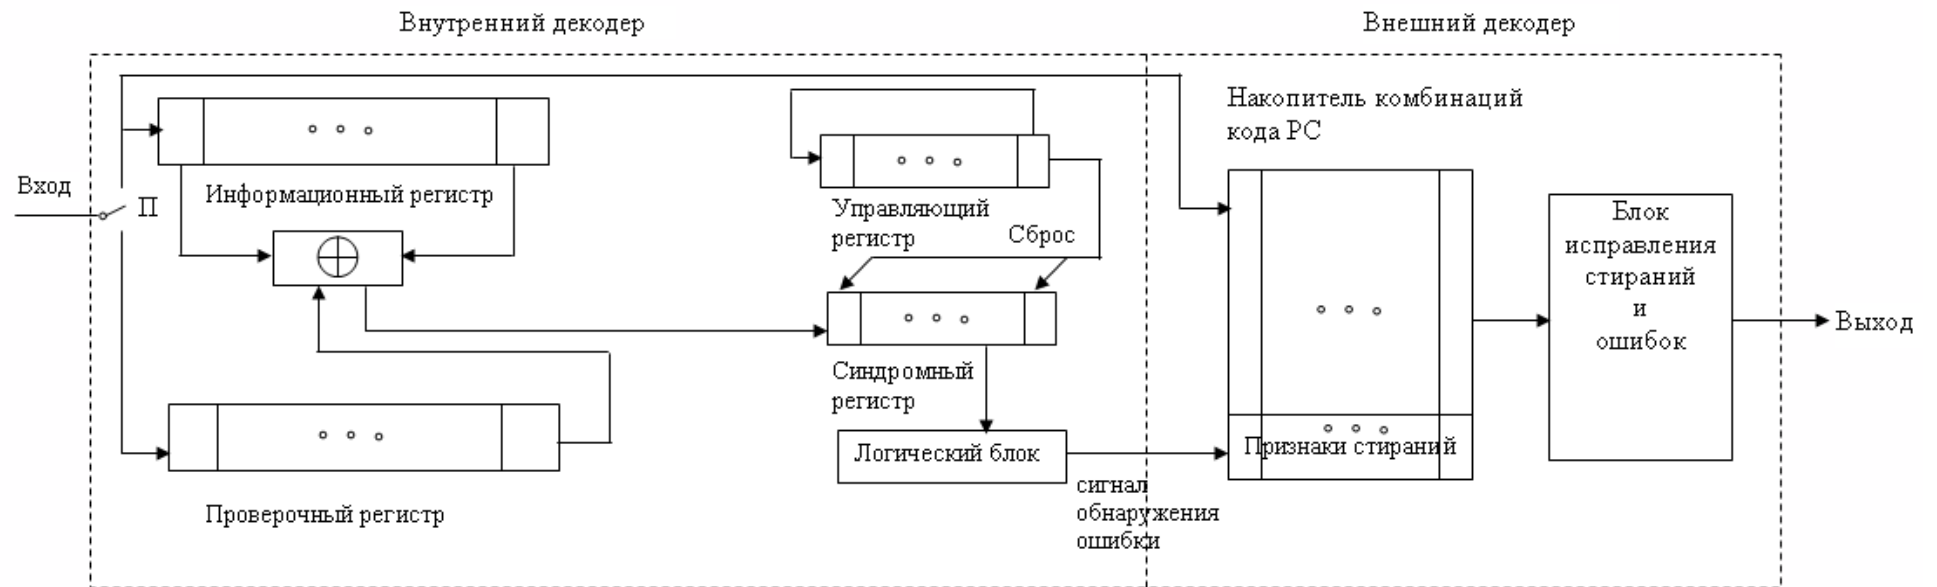 Внутренний декодер
Внешний декодер
Накопитель комбинаций
кода РС
Вход
П
Информационный регистр
Управляющий
регистр
Сброс
Блок
исправления
стираний
и
ошибок
Выход
Синдромный
регистр
Логический блок
Признаки стираний
сигнал
обнаружения
ошибки
Проверочный регистр